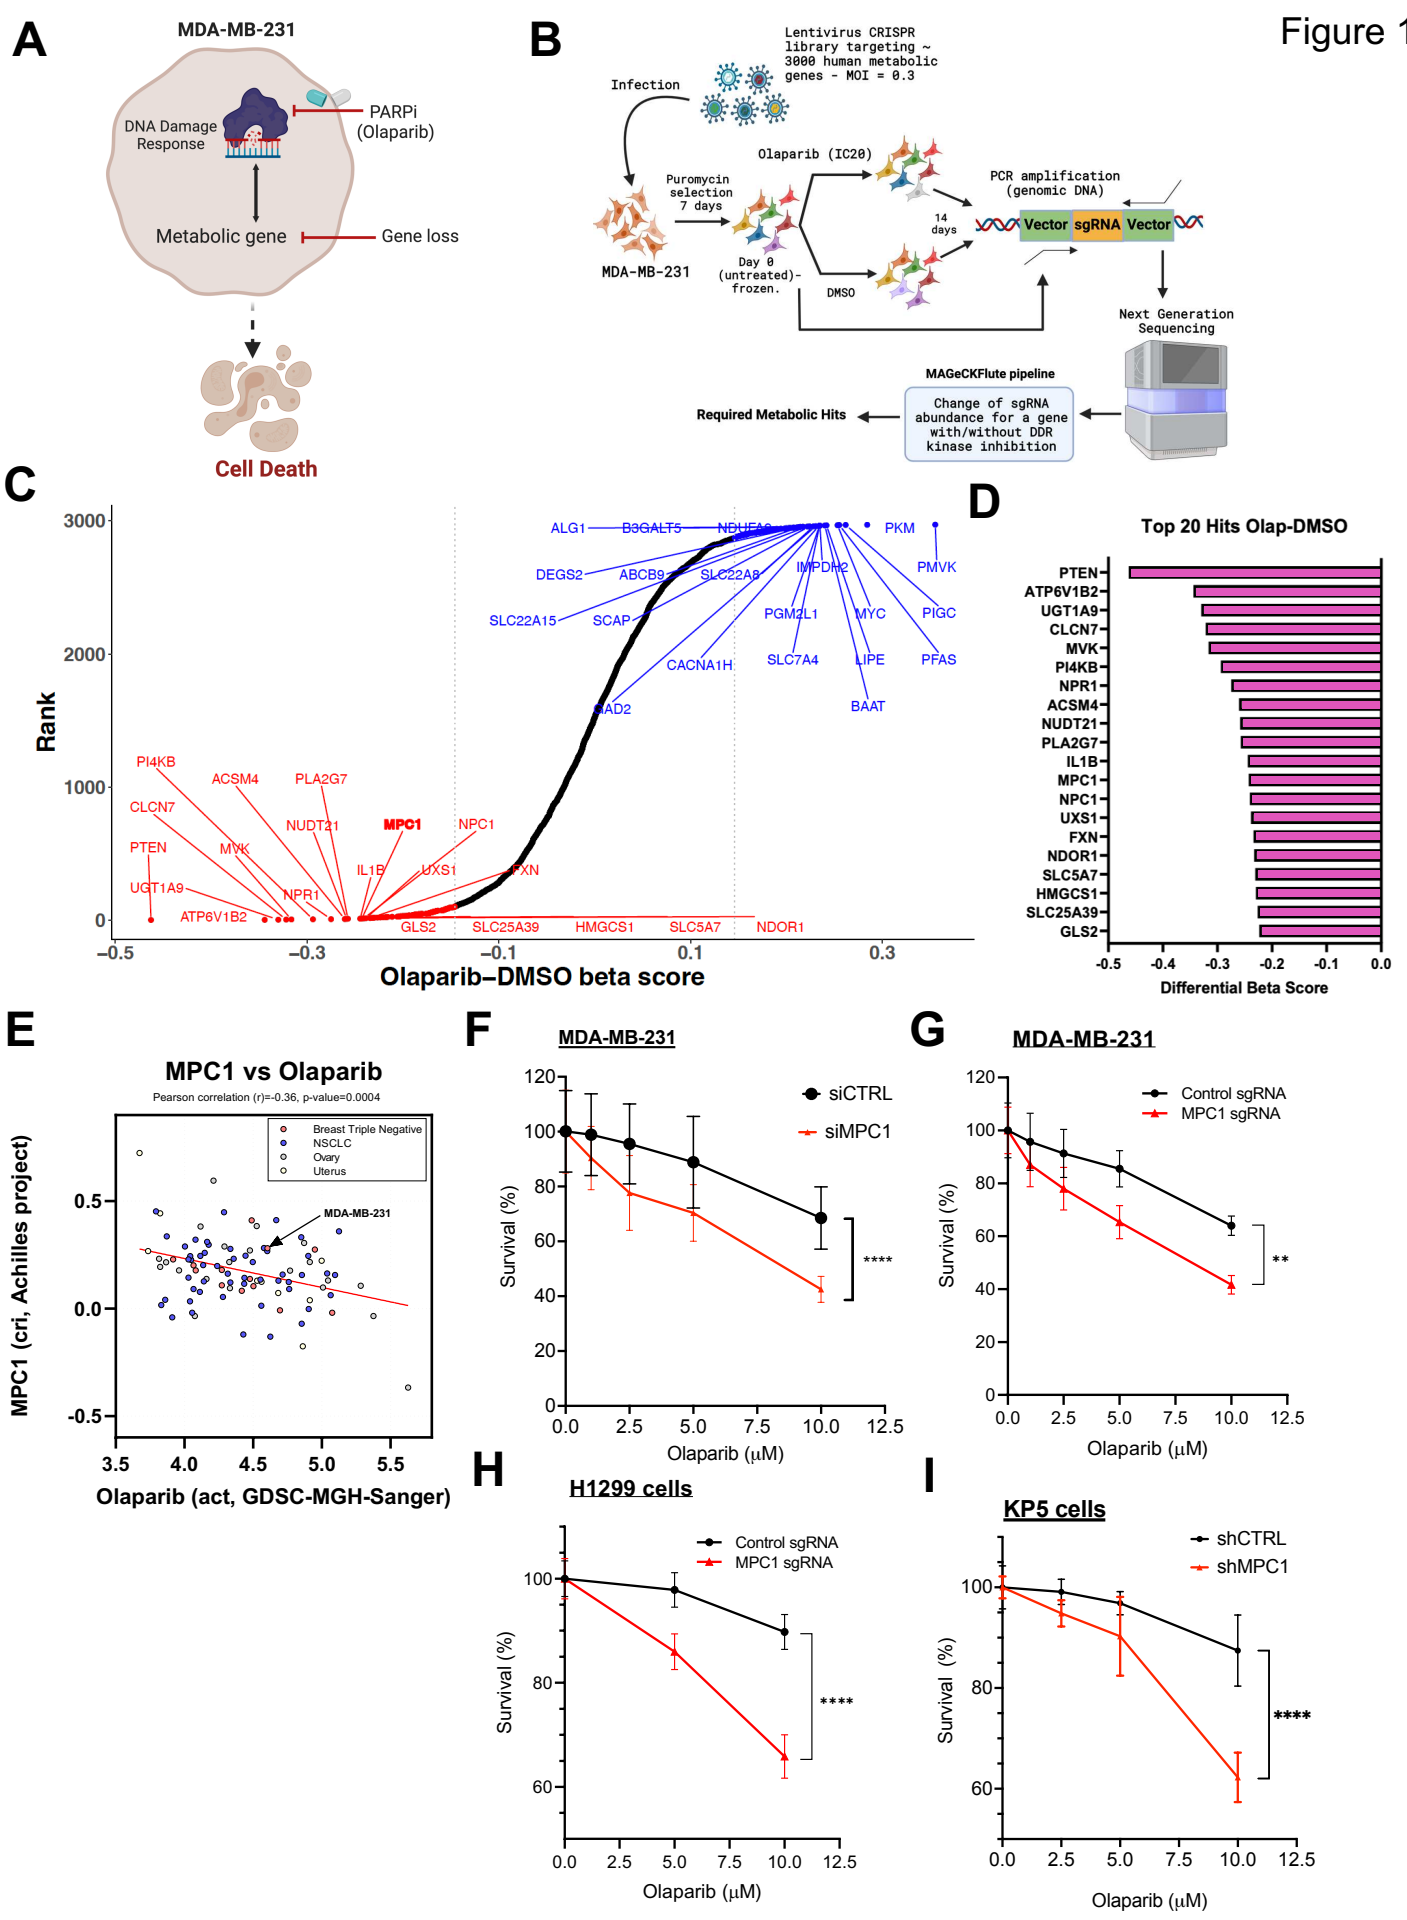 Figure 1
A
MDA-MB-231
DNA Damage
Response
PARPi
(Olaparib)
Metabolic gene
Gene loss
Cell Death
B
Lentivirus CRISPR
library targeting ~
3000 human metabolic
genes - MOI = 0.3
Infection
MDA-MB-231
Puromycin
selection
7 days
Day 0
(untreated)-
frozen.
Olaparib (IC20)
DMSO
14
days
PCR amplification
(genomic DNA)
Vector sgRNA Vector
Next Generation
Sequencing
MAGeCKFlute pipeline
Change of sgRNA
abundance for a gene
with/without DDR
kinase inhibition
Required Metabolic Hits
C
Rank
3000
2000
1000
0
ALG1 B3GALT5 NDUFA9 PKM
DEGS2 ABCB9 SLC22A8 IMPDH2 PMVK
SLC22A15 SCAP PGM2L1 MYC PIGC
CACNA1H SLC7A4 LIPE PFAS
GAD2 BAAT
PI4KB
ACSM4 PLA2G7
CLCN7
NUDT21 MPC1 NPC1
PTEN MVK
IL1B UXS1 FXN
UGT1A9 NPR1
ATP6V1B2 GLS2 SLC25A39 HMGCS1 SLC5A7 NDOR1
−0.5 −0.3 −0.1 0.1 0.3
Olaparib−DMSO beta score
D
Top 20 Hits Olap-DMSO
PTEN
ATP6V1B2
UGT1A9
CLCN7
MVK
PI4KB
NPR1
ACSM4
NUDT21
PLA2G7
IL1B
MPC1
NPC1
UXS1
FXN
NDOR1
SLC5A7
HMGCS1
SLC25A39
GLS2
-0.5 -0.4 -0.3 -0.2 -0.1 0.0
Differential Beta Score
E
MPC1 vs Olaparib
Pearson correlation (r)=-0.36, p-value=0.0004
Breast Triple Negative
NSCLC
Ovary
Uterus
MDA-MB-231
MPC1 (cri, Achilles project)
0.5
0.0
-0.5
3.5 4.0 4.5 5.0 5.5
Olaparib (act, GDSC-MGH-Sanger)
F
MDA-MB-231
siCTRL
siMPC1
Survival (%)
120
100
80
60
40
20
0
****
0.0 2.5 5.0 7.5 10.0 12.5
Olaparib (μM)
G
MDA-MB-231
Control sgRNA
MPC1 sgRNA
Survival (%)
120
100
80
60
40
20
0
**
0.0 2.5 5.0 7.5 10.0 12.5
Olaparib (μM)
H
H1299 cells
Control sgRNA
MPC1 sgRNA
Survival (%)
100
80
60
****
0.0 2.5 5.0 7.5 10.0 12.5
Olaparib (μM)
I
KP5 cells
shCTRL
shMPC1
Survival (%)
100
80
60
****
0.0 2.5 5.0 7.5 10.0 12.5
Olaparib (μM)